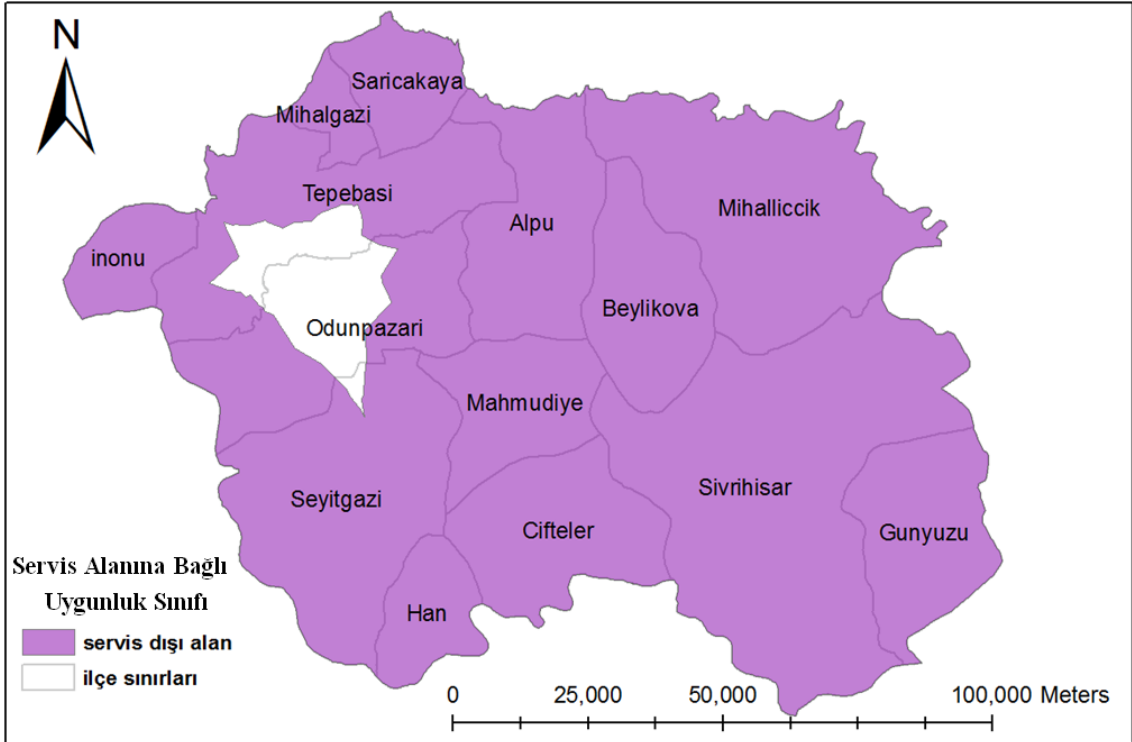 N
Saricakaya
Mihalgazi
Tepebasi
Mihalliccik
Alpu
inonu
Beylikova
Odunpazari
Mahmudiye
Sivrihisar
Seyitgazi
Cifteler
Gunyuzu
Han
Servis Alanına Bağlı
Uygunluk Sınıfı
servis dışı alan
ilçe sınırları
0 25,000 50,000 100,000 Meters